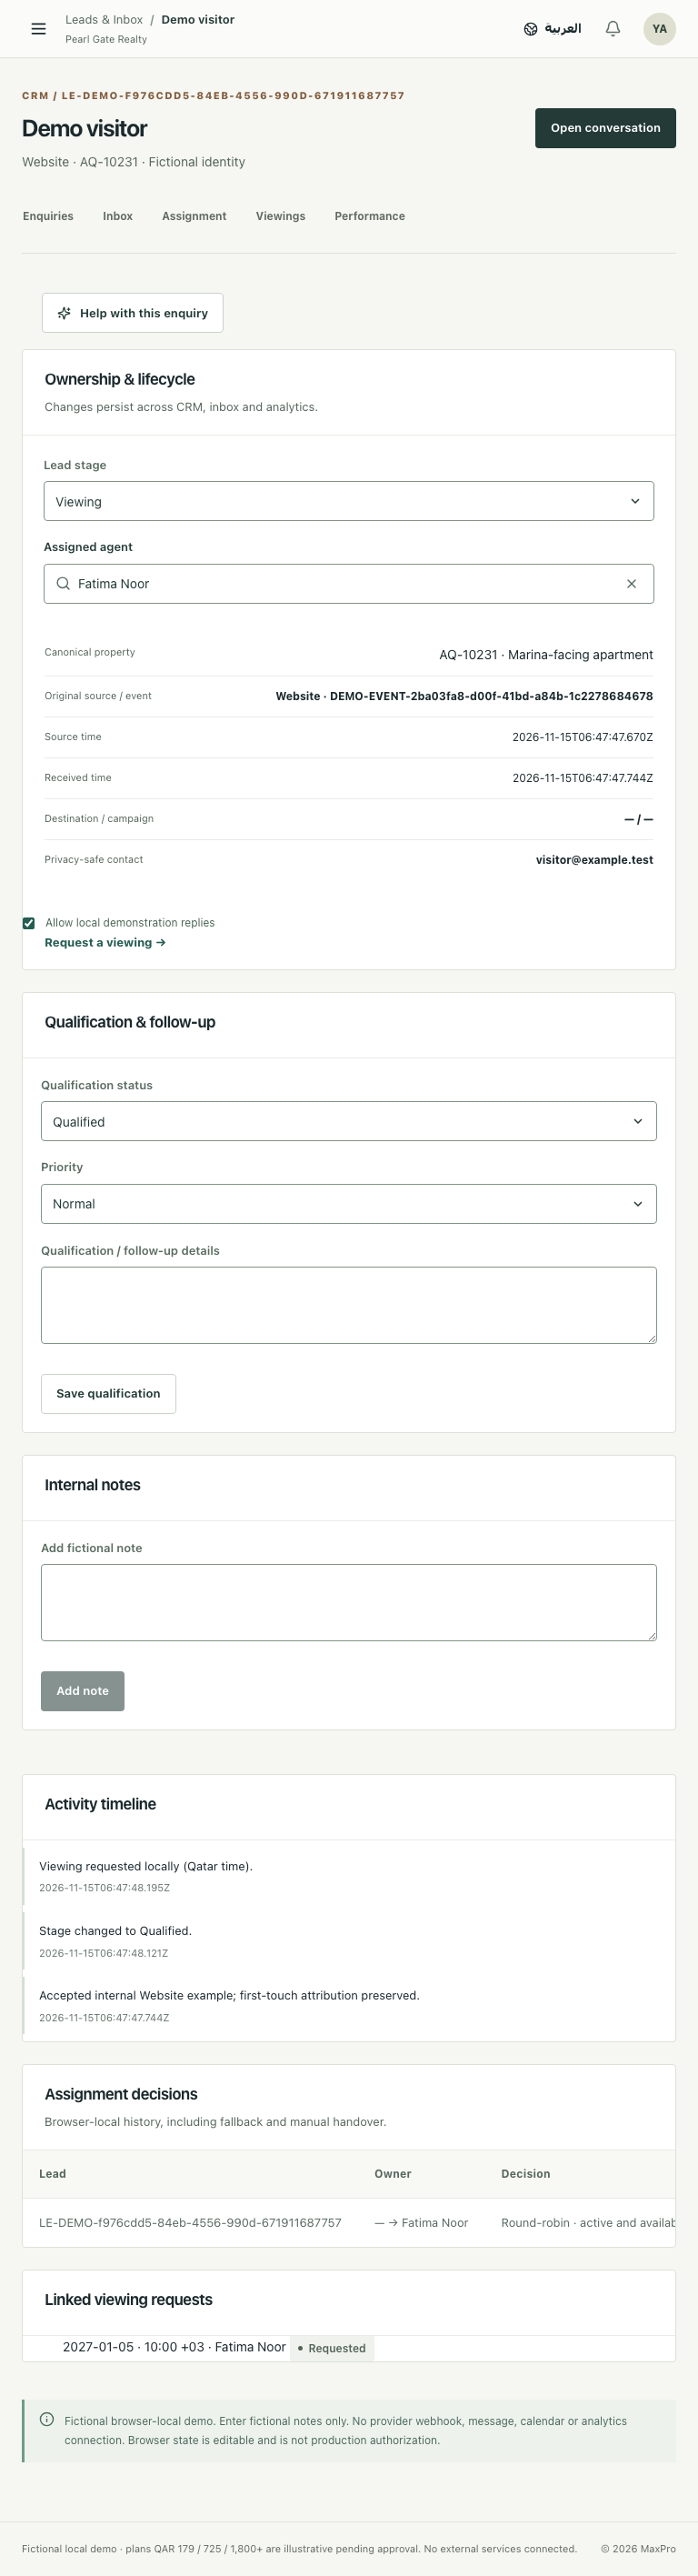 Leads & Inbox / Demo visitor
Pearl Gate Realty
العربية
YA
CRM / LE-DEMO-F976CDD5-84EB-4556-990D-671911687757
Demo visitor
Open conversation
Website · AQ-10231 · Fictional identity
Enquiries Inbox Assignment Viewings Performance
Help with this enquiry
Ownership & lifecycle
Changes persist across CRM, inbox and analytics.
Lead stage
Viewing
Assigned agent
Fatima Noor
Canonical property AQ-10231 · Marina-facing apartment
Original source / event Website · DEMO-EVENT-2ba03fa8-d00f-41bd-a84b-1c2278684678
Source time 2026-11-15T06:47:47.670Z
Received time 2026-11-15T06:47:47.744Z
Destination / campaign — / —
Privacy-safe contact visitor@example.test
Allow local demonstration replies
Request a viewing →
Qualification & follow-up
Qualification status
Qualified
Priority
Normal
Qualification / follow-up details
Save qualification
Internal notes
Add fictional note
Add note
Activity timeline
Viewing requested locally (Qatar time).
2026-11-15T06:47:48.195Z
Stage changed to Qualified.
2026-11-15T06:47:48.121Z
Accepted internal Website example; first-touch attribution preserved.
2026-11-15T06:47:47.744Z
Assignment decisions
Browser-local history, including fallback and manual handover.
Lead Owner Decision
LE-DEMO-f976cdd5-84eb-4556-990d-671911687757 — → Fatima Noor Round-robin · active and availab
Linked viewing requests
2027-01-05 · 10:00 +03 · Fatima Noor • Requested
Fictional browser-local demo. Enter fictional notes only. No provider webhook, message, calendar or analytics
connection. Browser state is editable and is not production authorization.
Fictional local demo · plans QAR 179 / 725 / 1,800+ are illustrative pending approval. No external services connected. © 2026 MaxPro